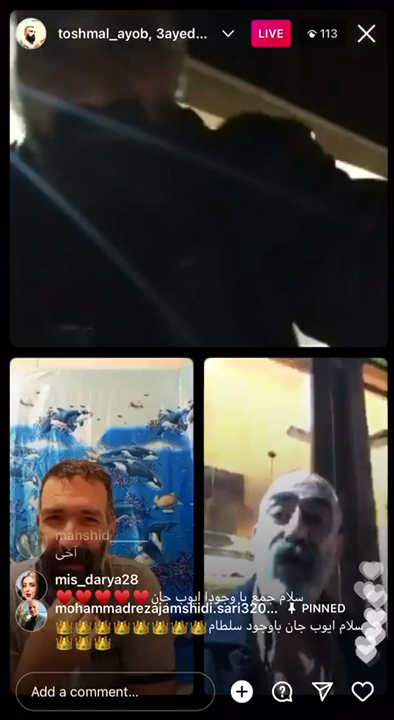 toshmal_ayob, 3ayed...
LIVE
113
mahshid
آخی
mis_darya28
سلام جمع با وجودا ایوب جان❤️❤️❤️❤️❤️
mohammadrezajamshidi.sari320... PINNED
سلام ایوب جان باوجود سلطام👑👑👑👑👑👑👑👑
👑👑👑
Add a comment...